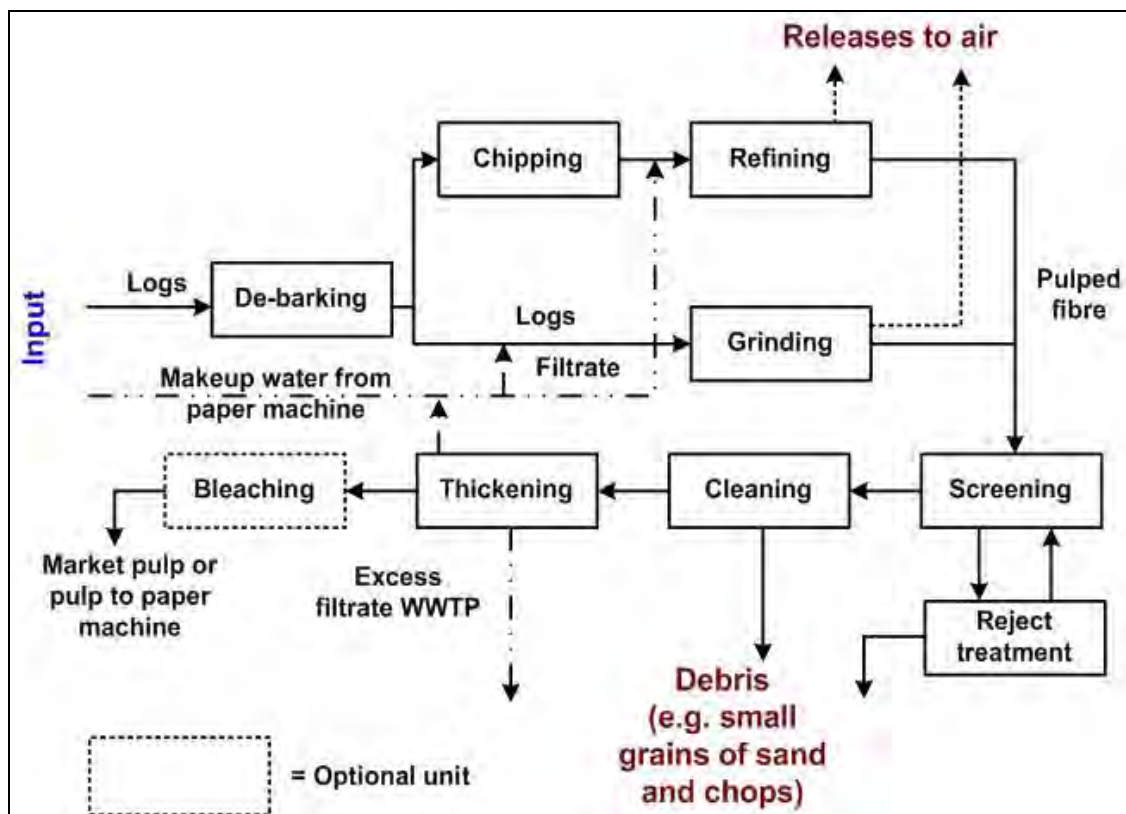 Releases to air
Chipping
Refining
Input
Logs
De-barking
Logs
Grinding
Pulped
fibre
Filtrate
Makeup water from
paper machine
Bleaching
Thickening
Cleaning
Screening
Market pulp or
pulp to paper
machine
Excess
filtrate WWTP
Reject
treatment
Debris
(e.g. small
grains of sand
and chops)
= Optional unit